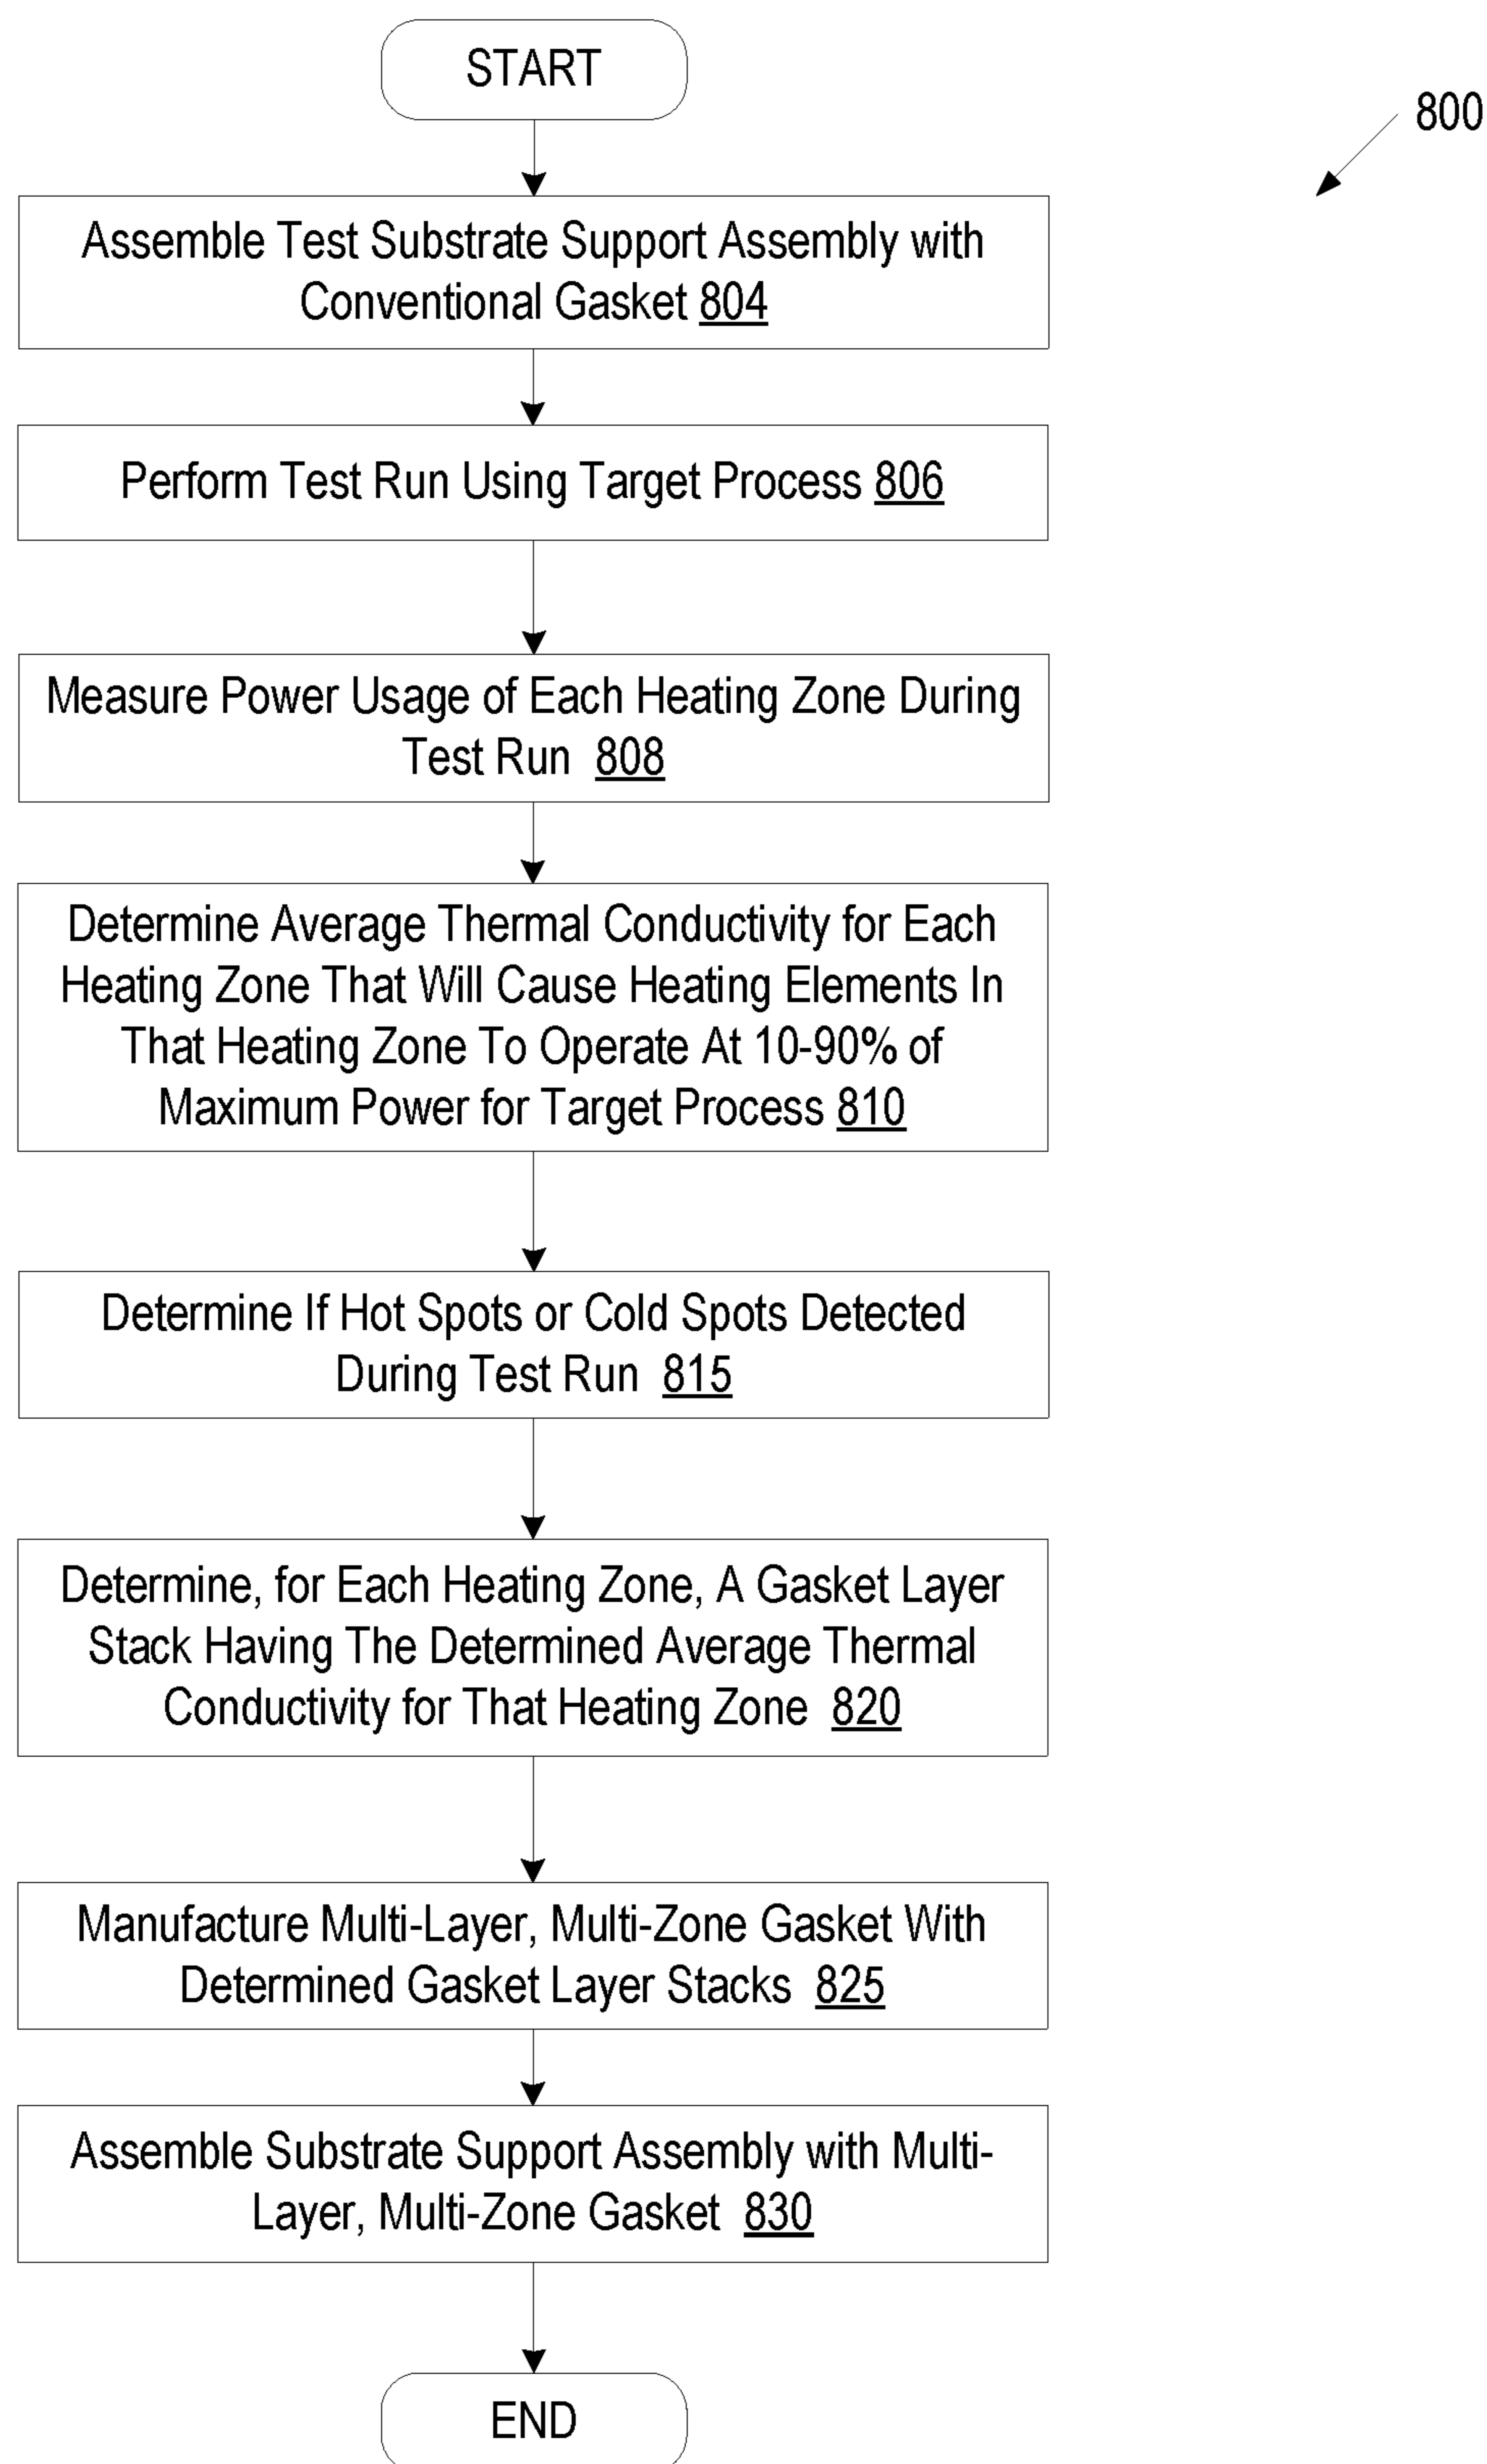 START
800
Assemble Test Substrate Support Assembly with
Conventional Gasket 804
Perform Test Run Using Target Process 806
Measure Power Usage of Each Heating Zone During
Test Run 808
Determine Average Thermal Conductivity for Each
Heating Zone That Will Cause Heating Elements In
That Heating Zone To Operate At 10-90% of
Maximum Power for Target Process 810
Determine If Hot Spots or Cold Spots Detected
During Test Run 815
Determine, for Each Heating Zone, A Gasket Layer
Stack Having The Determined Average Thermal
Conductivity for That Heating Zone 820
Manufacture Multi-Layer, Multi-Zone Gasket With
Determined Gasket Layer Stacks 825
Assemble Substrate Support Assembly with Multi-
Layer, Multi-Zone Gasket 830
END